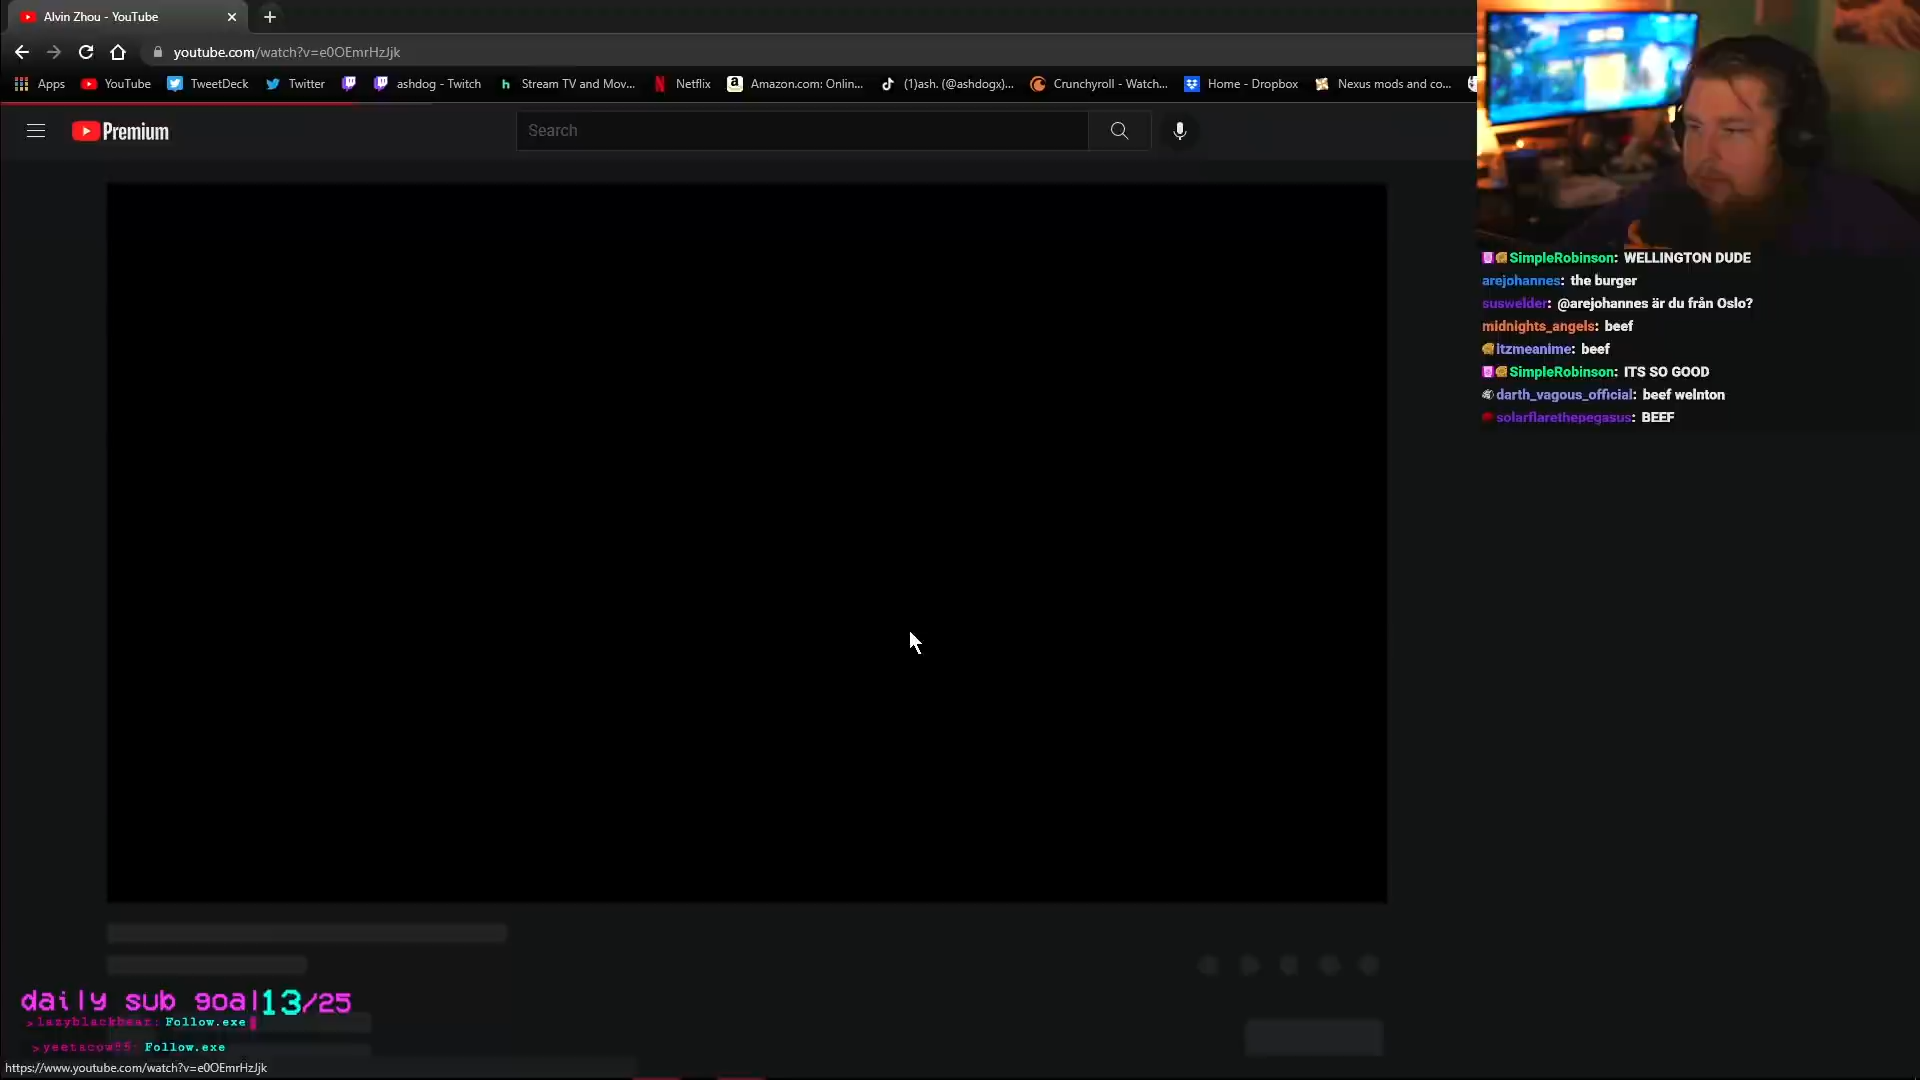 Alvin Zhou - YouTube
youtube.com/watch?v=e0OEmrHzJjk
Apps YouTube TweetDeck Twitter ashdog - Twitch Stream TV and Mov... Netflix Amazon.com: Onlin... (1)ash. (@ashdogx)... Crunchyroll - Watch... Home - Dropbox Nexus mods and co...
Premium
Search
SimpleRobinson: WELLINGTON DUDE
arejohannes: the burger
suswelder: @arejohannes är du från Oslo?
midnights_angels: beef
itzmeanime: beef
SimpleRobinson: ITS SO GOOD
darth_vagous_official: beef welnton
solarflarethepegasus: BEEF
daily sub goal 13/25
>lazyblackbear: Follow.exe
>yeetacow85: Follow.exe
https://www.youtube.com/watch?v=e0OEmrHzJjk